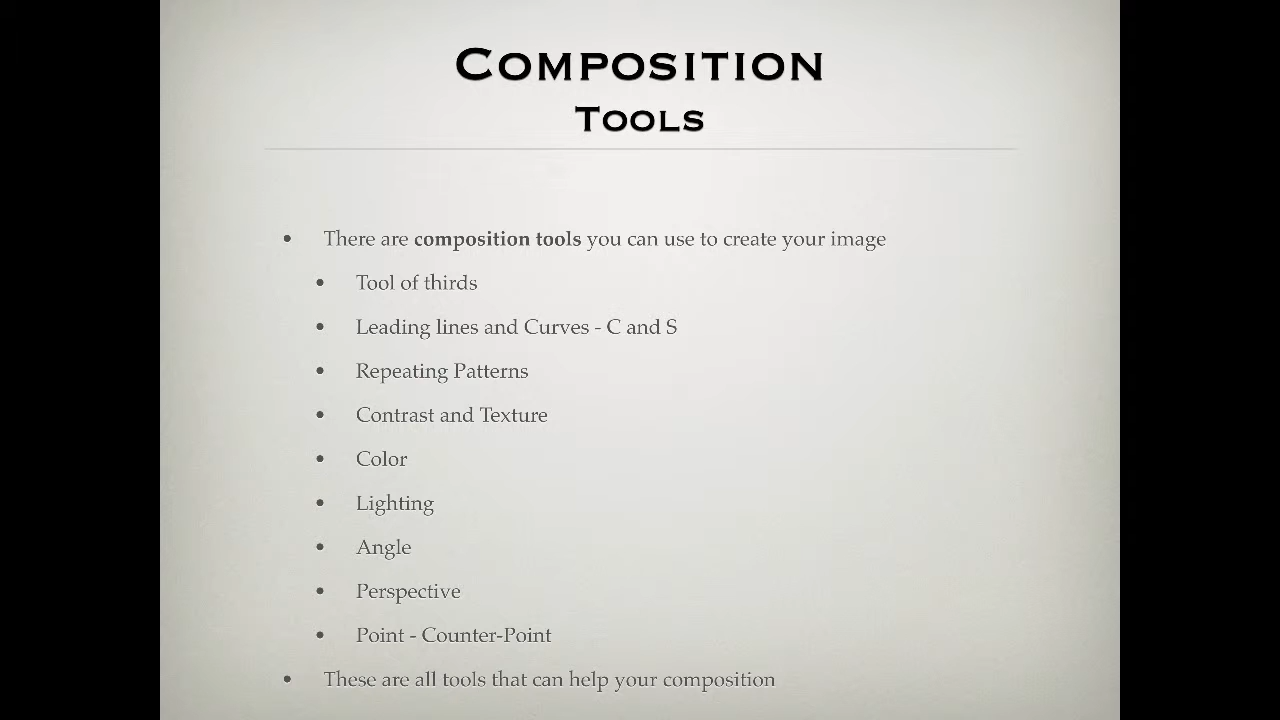 Composition
Tools
• There are composition tools you can use to create your image
• Tool of thirds
• Leading lines and Curves - C and S
• Repeating Patterns
• Contrast and Texture
• Color
• Lighting
• Angle
• Perspective
• Point - Counter-Point
• These are all tools that can help your composition